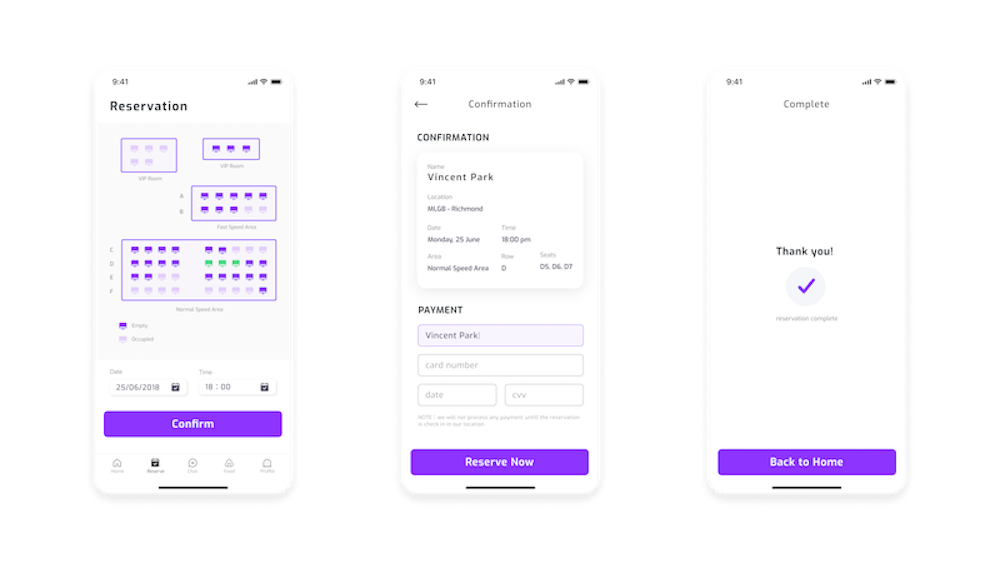 9:41
Reservation
VIP Room
VIP Room
A
B
Fast Speed Area
C
D
E
F
Normal Speed Area
Empty
Occupied
Date
Time
25/06/2018
18 : 00
Confirm
Home
Reserve
Chat
Food
Profile
9:41
Confirmation
CONFIRMATION
Name
Vincent Park
Location
MLGB - Richmond
Date
Time
Monday, 25 June
18:00 pm
Area
Row
Seats
Normal Speed Area
D
D5, D6, D7
PAYMENT
Vincent Park
card number
date
cvv
NOTE : we will not process any payment untill the reservation
is check in in our location
Reserve Now
9:41
Complete
Thank you!
reservation complete
Back to Home